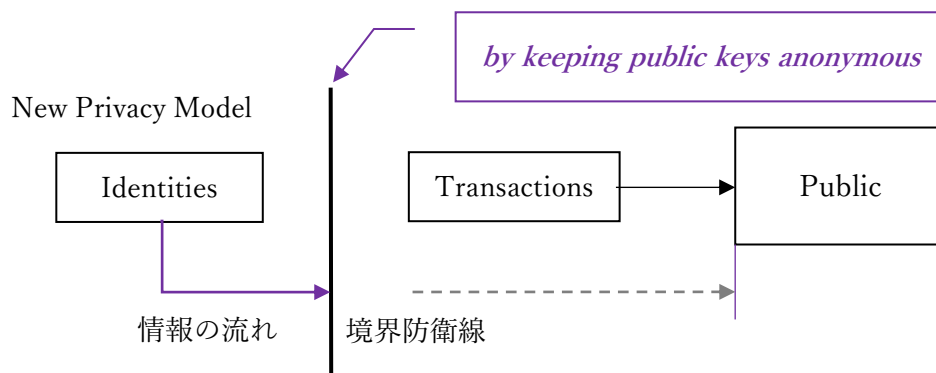 by keeping public keys anonymous
New Privacy Model
Identities
Transactions
Public
情報の流れ
境界防衛線